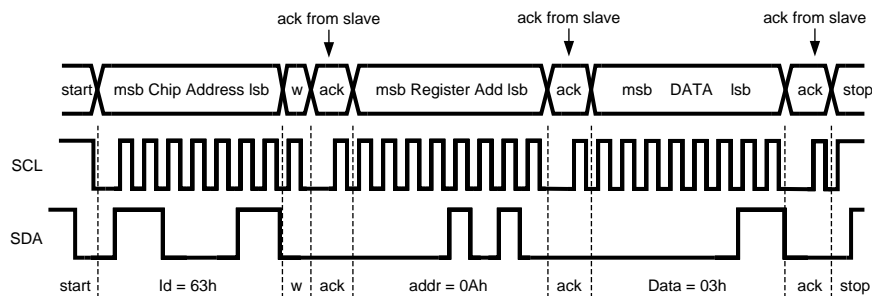 ack from slave ack from slave ack from slave
start msb Chip Address lsb w ack msb Register Add lsb ack msb DATA lsb ack stop
SCL
SDA
start Id = 63h w ack addr = 0Ah ack Data = 03h ack stop